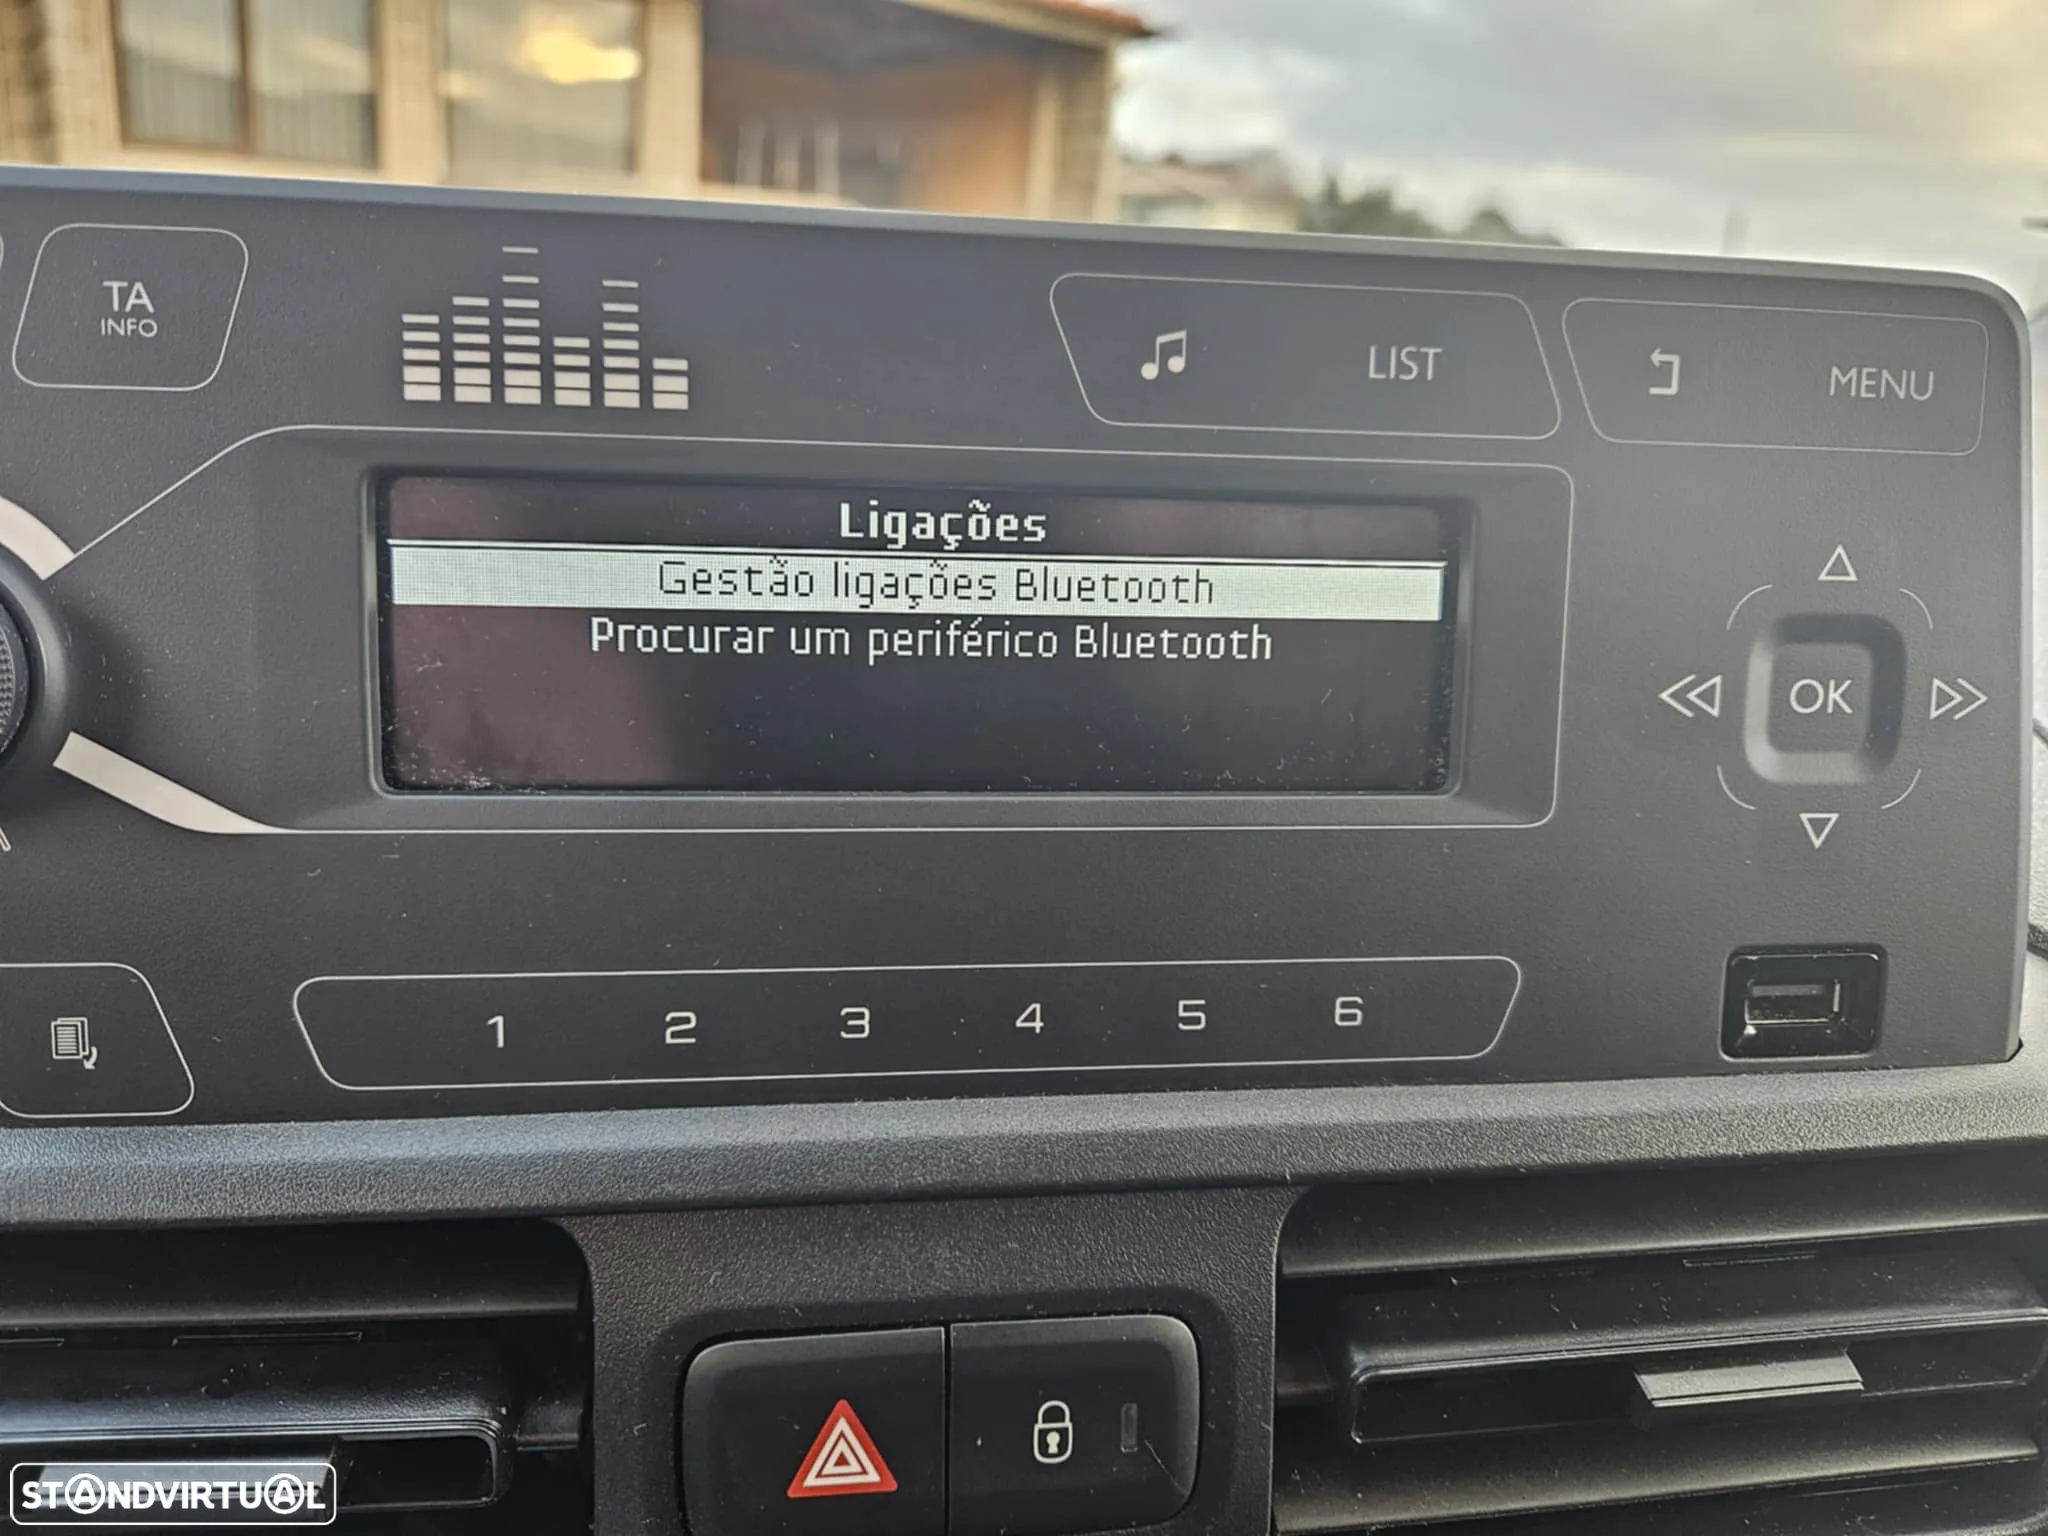 TA
INFO
LIST
MENU
Ligações
Gestão ligações Bluetooth
Procurar um periférico Bluetooth
OK
1 2 3 4 5 6
STANDVIRTUAL